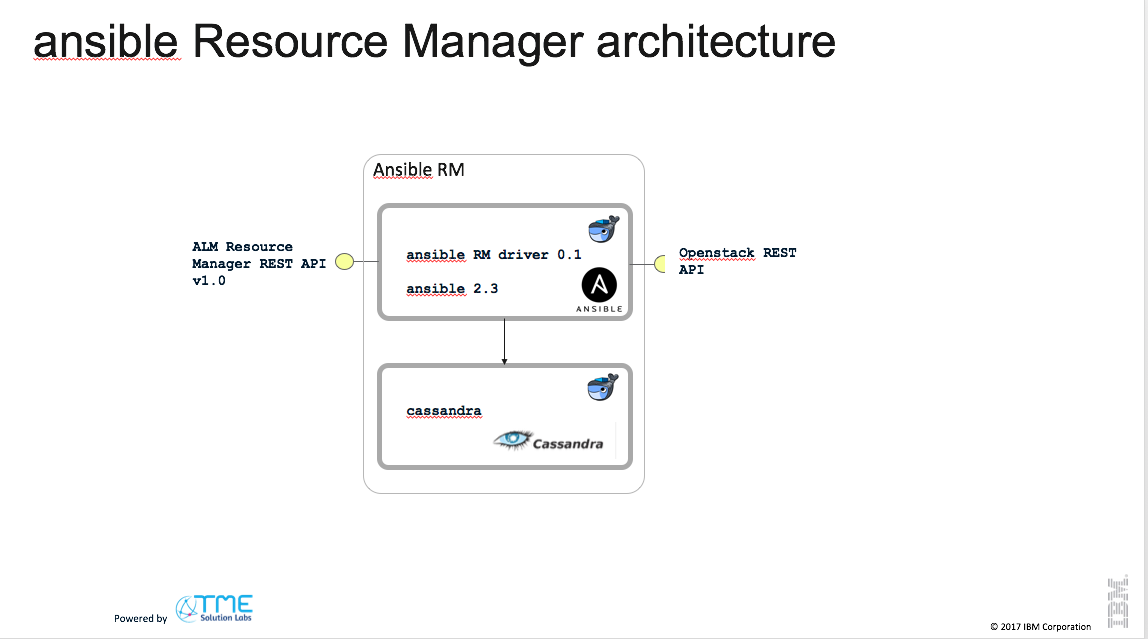 ansible Resource Manager architecture
Ansible RM
ALM Resource
Manager REST API
v1.0
ansible RM driver 0.1
ansible 2.3
ANSIBLE
Openstack REST
API
cassandra
Cassandra
Powered by
TME
Solution Labs
© 2017 IBM Corporation
IBM.